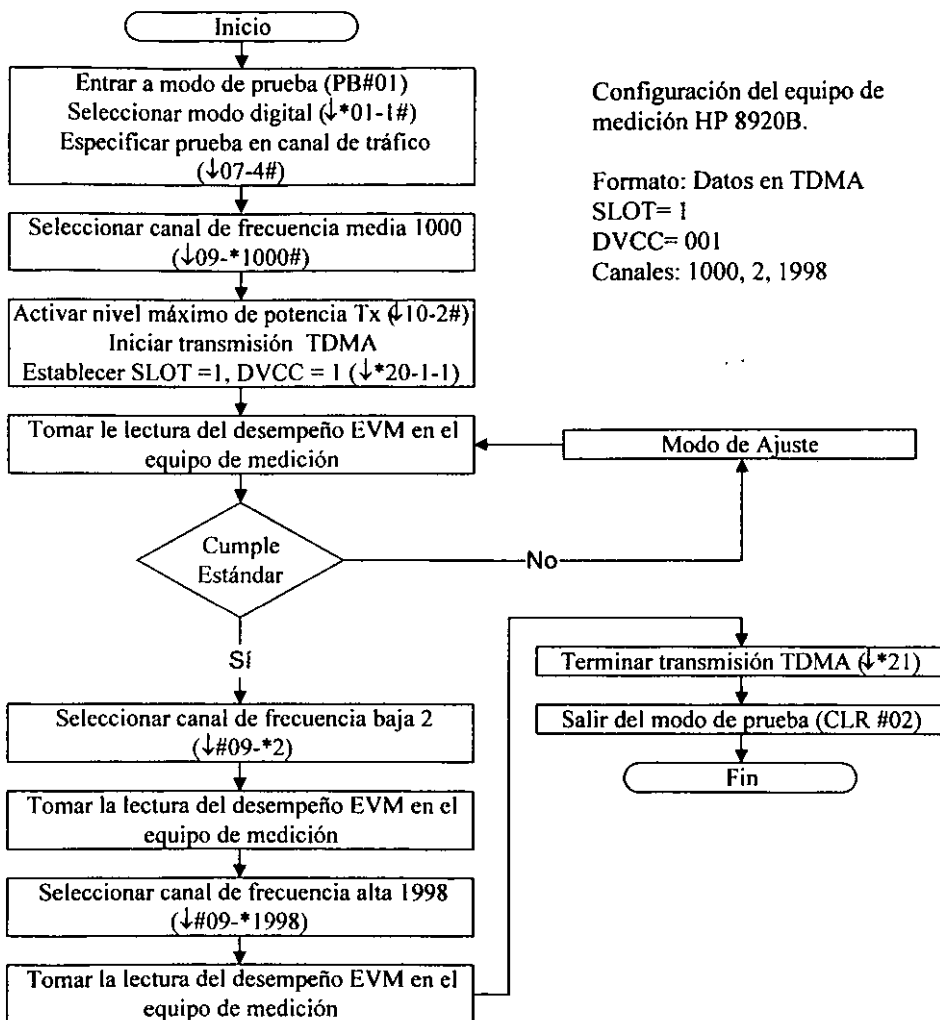 Inicio
Entrar a modo de prueba (PB#01)
Seleccionar modo digital (↓*01-1#)
Especificar prueba en canal de tráfico
(↓07-4#)
Configuración del equipo de
medición HP 8920B.
Formato: Datos en TDMA
SLOT= 1
DVCC= 001
Canales: 1000, 2, 1998
Seleccionar canal de frecuencia media 1000
(↓09-*1000#)
Activar nivel máximo de potencia Tx (↓10-2#)
Iniciar transmisión TDMA
Establecer SLOT =1, DVCC = 1 (↓*20-1-1)
Tomar le lectura del desempeño EVM en el
equipo de medición
Modo de Ajuste
Cumple
Estándar
No
Sí
Seleccionar canal de frecuencia baja 2
(↓#09-*2)
Tomar la lectura del desempeño EVM en el
equipo de medición
Seleccionar canal de frecuencia alta 1998
(↓#09-*1998)
Tomar la lectura del desempeño EVM en el
equipo de medición
Terminar transmisión TDMA (↓*21)
Salir del modo de prueba (CLR #02)
Fin